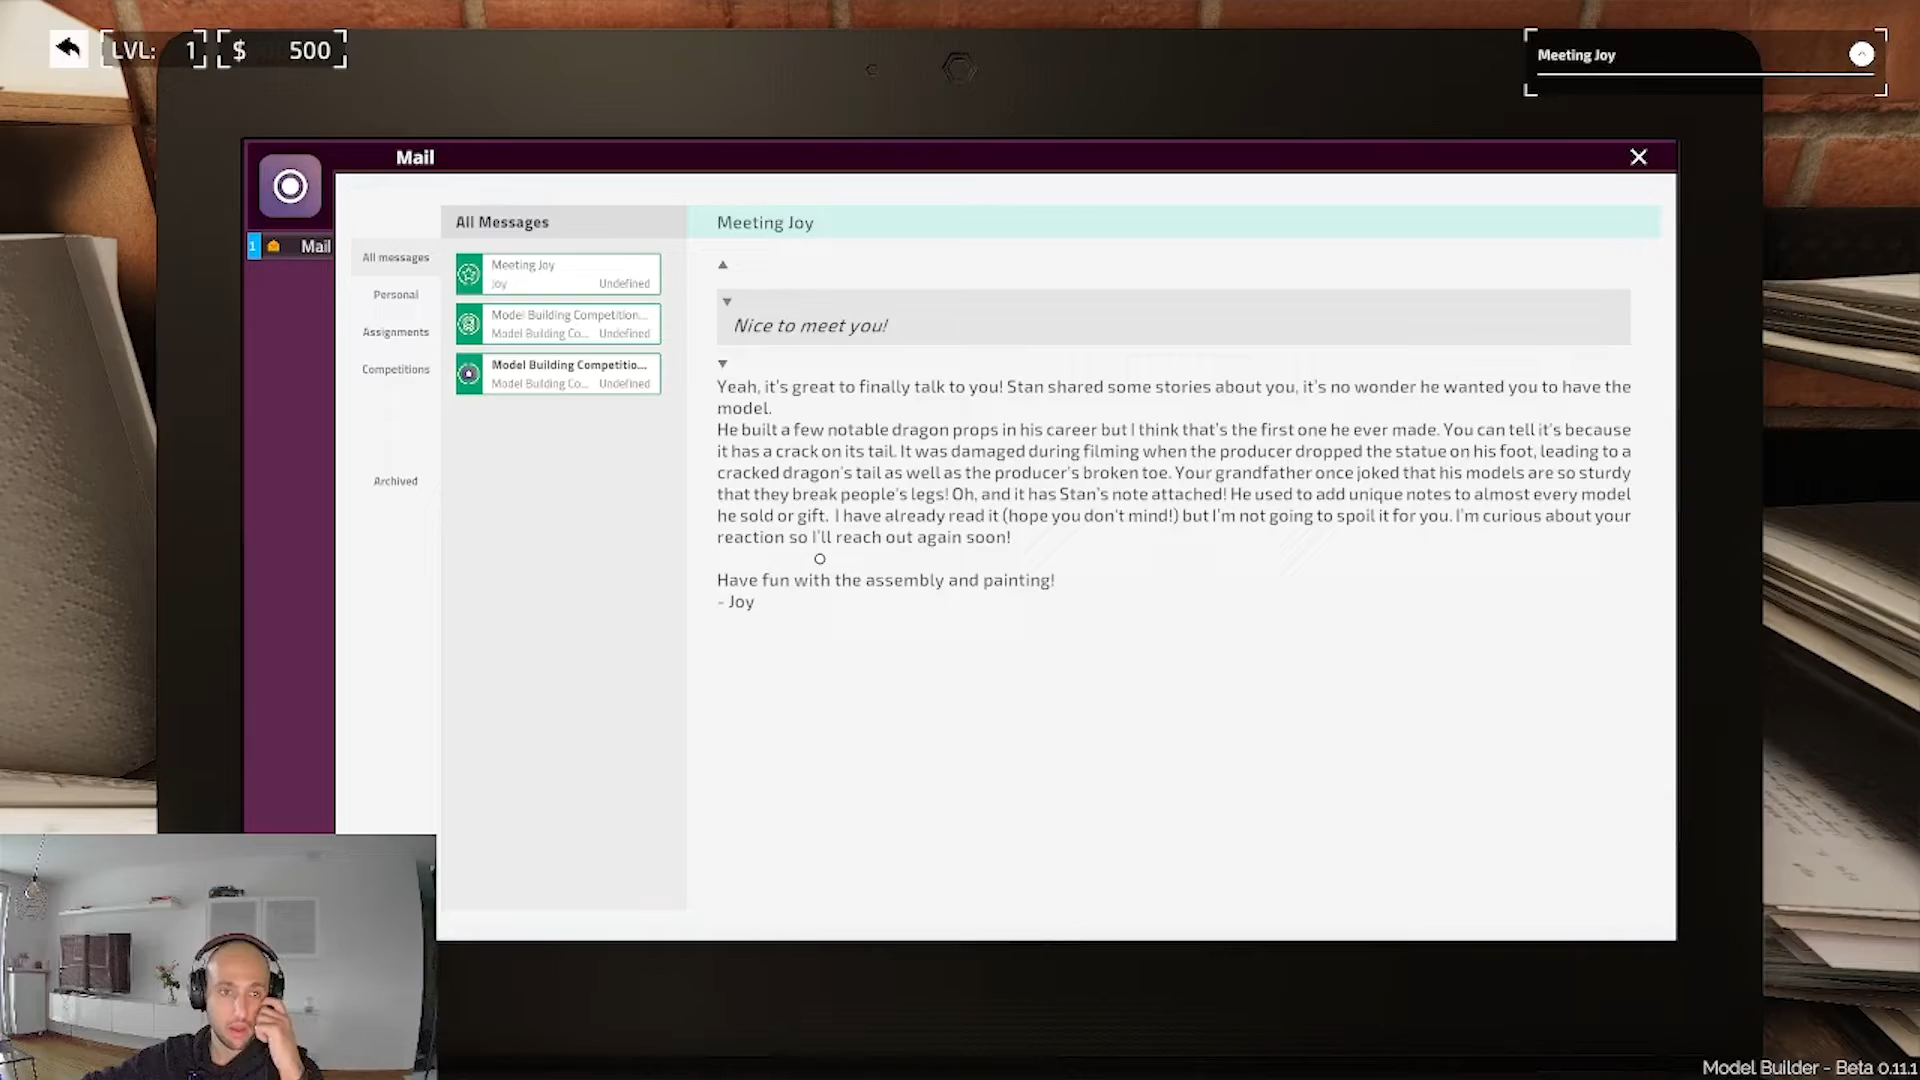 LVL: 1 $ 500
Meeting Joy
Mail
1 Mail
All messages
Personal
Assignments
Competitions
Archived
All Messages
Meeting Joy
Joy Undefined
Model Building Competition...
Model Building Co... Undefined
Model Building Competitio...
Model Building Co... Undefined
Meeting Joy
Nice to meet you!
Yeah, it's great to finally talk to you! Stan shared some stories about you, it's no wonder he wanted you to have the
model.
He built a few notable dragon props in his career but I think that's the first one he ever made. You can tell it's because
it has a crack on its tail. It was damaged during filming when the producer dropped the statue on his foot, leading to a
cracked dragon's tail as well as the producer's broken toe. Your grandfather once joked that his models are so sturdy
that they break people's legs! Oh, and it has Stan's note attached! He used to add unique notes to almost every model
he sold or gift. I have already read it (hope you don't mind!) but I'm not going to spoil it for you. I'm curious about your
reaction so I'll reach out again soon!
Have fun with the assembly and painting!
- Joy
Model Builder - Beta 0.11.1